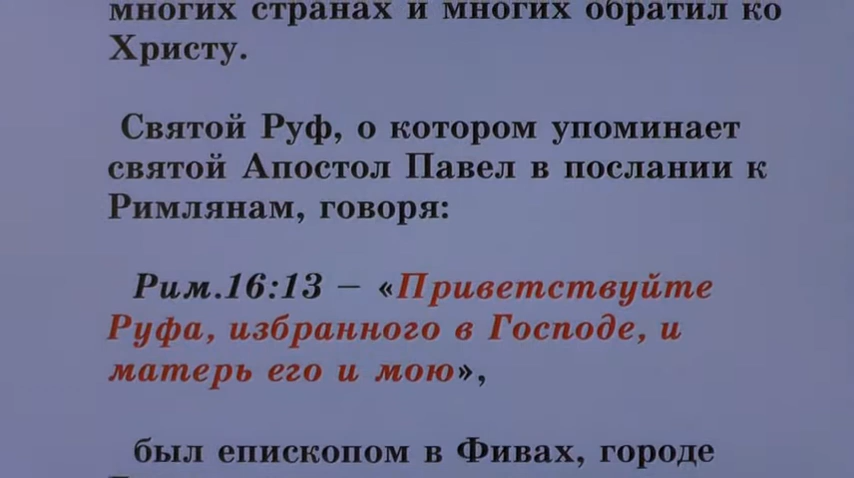 многих странах и многих обратил ко
Христу.
Святой Руф, о котором упоминает
святой Апостол Павел в послании к
Римлянам, говоря:
Рим.16:13 – «Приветствуйте
Руфа, избранного в Господе, и
матерь его и мою»,
был епископом в Фивах, городе